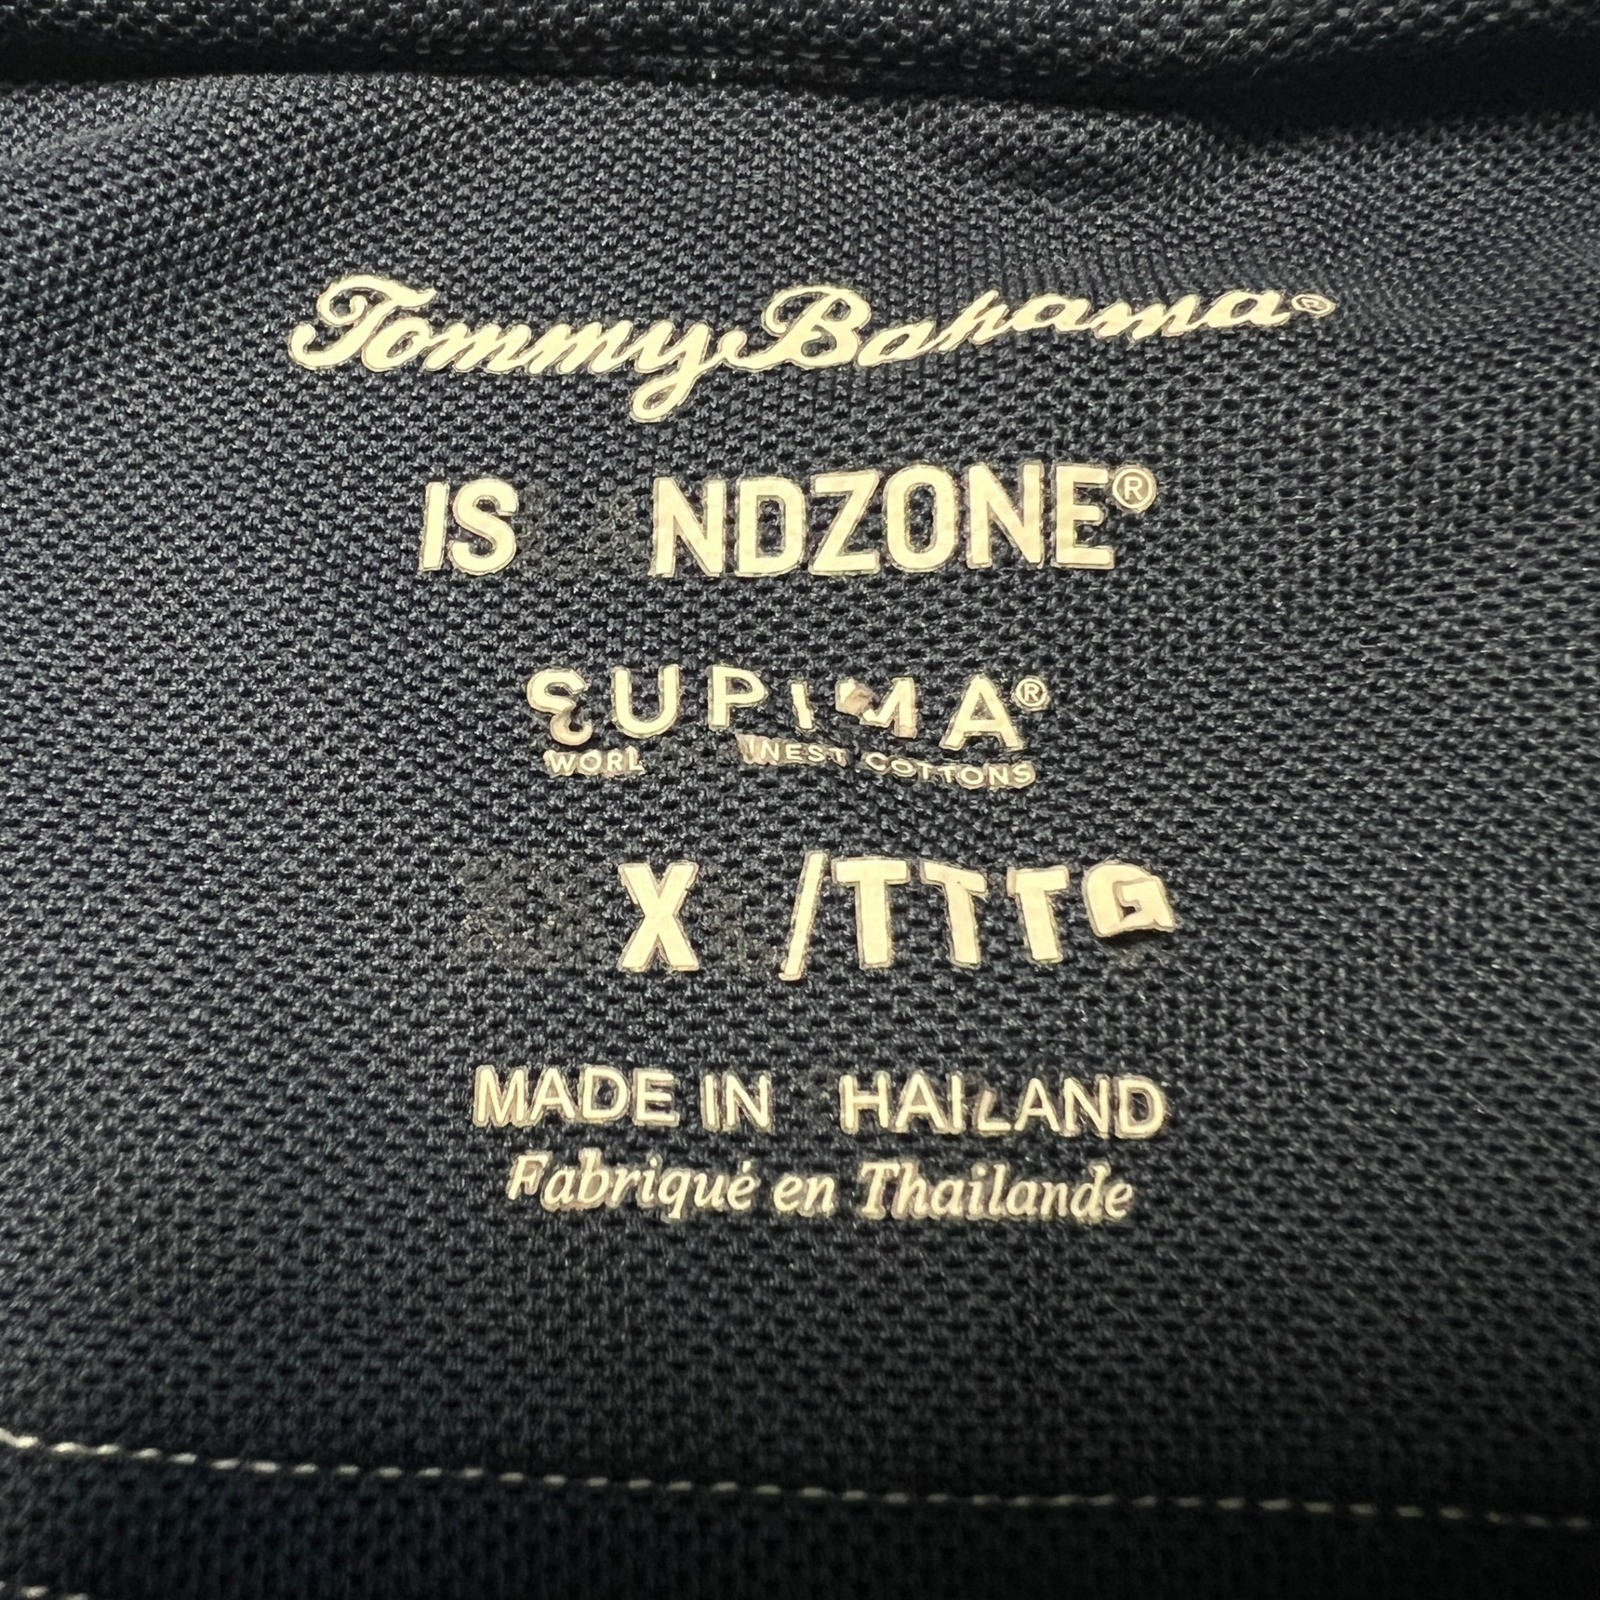 Tommy Bahama®
IS NDZONE®
SUPIMA®
WORL INEST COTTONS
X /TTTG
MADE IN HAILAND
Fabriqué en Thailande